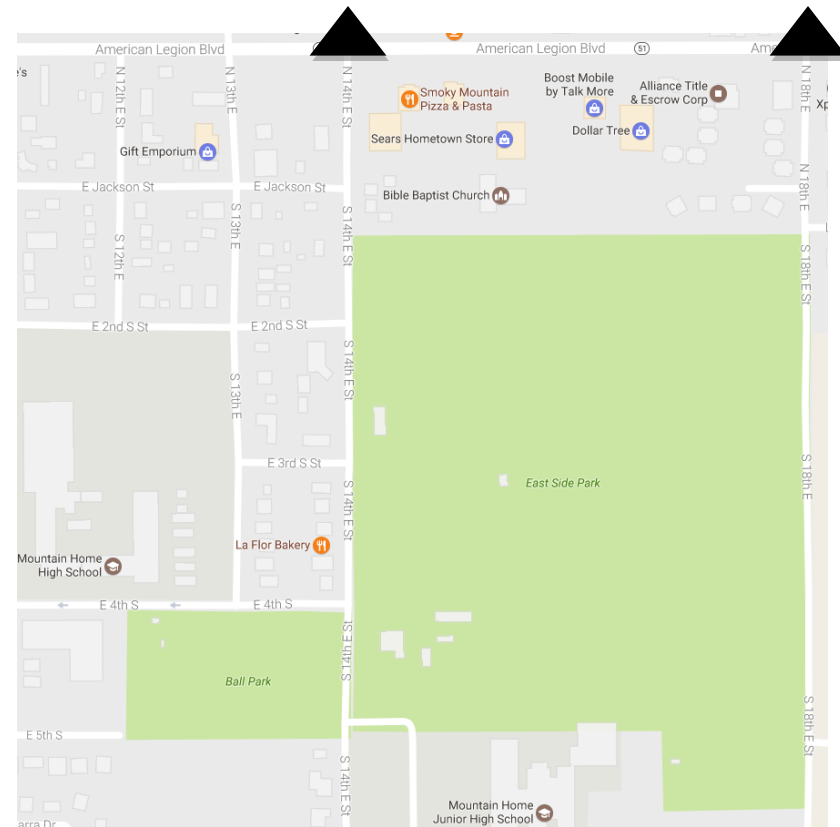 American Legion Blvd
American Legion Blvd
51
Ame
's
N 12th E St
N 13th E
N 14th E St
Smoky Mountain
Pizza & Pasta
Boost Mobile
by Talk More
Alliance Title
& Escrow Corp
N 18th E
Xp
Gift Emporium
Sears Hometown Store
Dollar Tree
E Jackson St
E Jackson St
Bible Baptist Church
N 18th E
S 12th E
S 13th E
S 14th E St
S 18th E St
E 2nd S St
E 2nd S St
S 13th E
S 14th E St
E 3rd S St
S 14th E St
East Side Park
S 18th E
La Flor Bakery
Mountain Home
High School
E 4th S
E 4th S
S 14th E St
Ball Park
E 5th S
S 18th E St
S 14th E St
Mountain Home
Junior High School
arra Dr